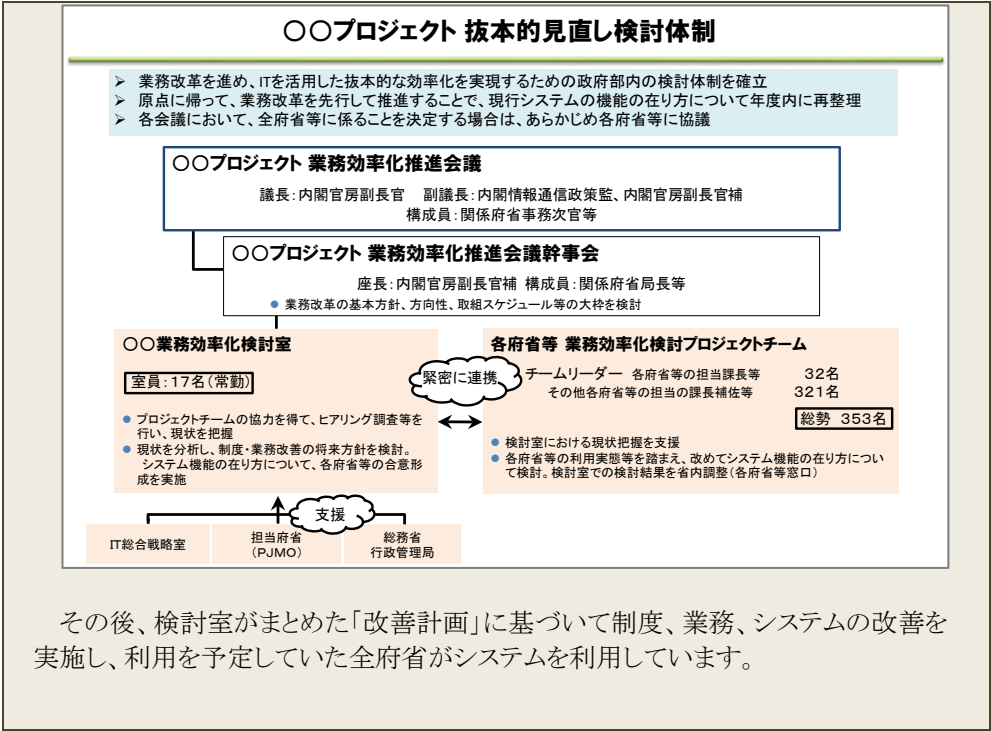 〇〇プロジェクト 抜本的見直し検討体制
➢ 業務改革を進め、ITを活用した抜本的な効率化を実現するための政府部内の検討体制を確立
➢ 原点に帰って、業務改革を先行して推進することで、現行システムの機能の在り方について年度内に再整理
➢ 各会議において、全府省等に係ることを決定する場合は、あらかじめ各府省等に協議
〇〇プロジェクト 業務効率化推進会議
議長：内閣官房副長官 副議長：内閣情報通信政策監、内閣官房副長官補
構成員：関係府省事務次官等
〇〇プロジェクト 業務効率化推進会議幹事会
座長：内閣官房副長官補 構成員：関係府省局長等
● 業務改革の基本方針、方向性、取組スケジュール等の大枠を検討
〇〇業務効率化検討室
室員：17名（常勤）
● プロジェクトチームの協力を得て、ヒアリング調査等を
行い、現状を把握
● 現状を分析し、制度・業務改善の将来方針を検討。
システム機能の在り方について、各府省等の合意形
成を実施
緊密に連携
各府省等 業務効率化検討プロジェクトチーム
チームリーダー 各府省等の担当課長等 32名
その他各府省等の担当の課長補佐等 321名
総勢 353名
● 検討室における現状把握を支援
● 各府省等の利用実態等を踏まえ、改めてシステム機能の在り方につい
て検討。検討室での検討結果を省内調整（各府省等窓口）
支援
IT総合戦略室
担当府省
（PJMO）
総務省
行政管理局
その後、検討室がまとめた「改善計画」に基づいて制度、業務、システムの改善を
実施し、利用を予定していた全府省がシステムを利用しています。